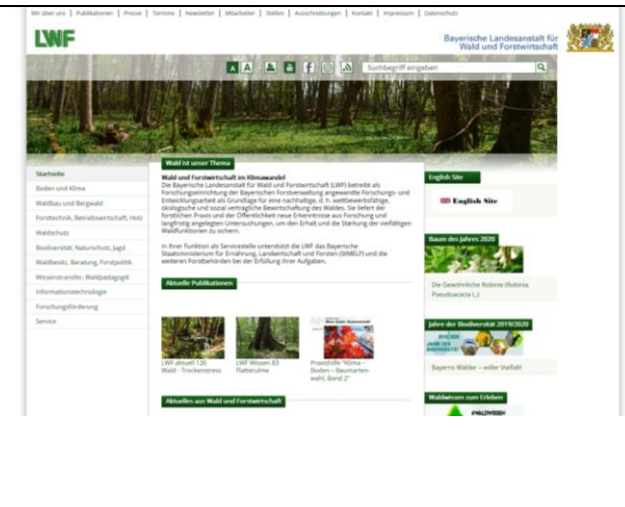 Wir über uns | Publikationen | Presse | Termine | Newsletter | Mitarbeiter | Stellen | Ausschreibungen | Kontakt | Impressum | Datenschutz
LWF
Bayerische Landesanstalt für
Wald und Forstwirtschaft
A A
Suchbegriff eingeben
Startseite
Boden und Klima
Waldbau und Bergwald
Forsttechnik, Betriebswirtschaft, Holz
Waldschutz
Biodiversität, Naturschutz, Jagd
Waldbesitz, Beratung, Forstpolitik
Wissenstransfer, Waldpädagogik
Informationstechnologie
Forschungsförderung
Service
Wald ist unser Thema
Wald und Forstwirtschaft im Klimawandel
Die Bayerische Landesanstalt für Wald und Forstwirtschaft (LWF) betreibt als
Forschungseinrichtung der Bayerischen Forstverwaltung angewandte Forschungs- und
Entwicklungsarbeit als Grundlage für eine nachhaltige, d. h. wettbewerbsfähige,
ökologische und sozial verträgliche Bewirtschaftung des Waldes. Sie liefert der
forstlichen Praxis und der Öffentlichkeit neue Erkenntnisse aus Forschung und
langfristig angelegten Untersuchungen, um den Erhalt und die Stärkung der vielfältigen
Waldfunktionen zu sichern.
In ihrer Funktion als Servicestelle unterstützt die LWF das Bayerische
Staatsministerium für Ernährung, Landwirtschaft und Forsten (StMELF) und die
weiteren Forstbehörden bei der Erfüllung ihrer Aufgaben.
Aktuelle Publikationen
LWF aktuell 126
Wald - Trockenstress
LWF Wissen 83
Flatterulme
Praxishilfe "Klima -
Boden - Baumarten-
wahl, Band 2"
Aktuelles aus Wald und Forstwirtschaft
English Site
English Site
Baum des Jahres 2020
Die Gewöhnliche Robinie (Robinia
Pseudoacacia L.)
Jahre der Biodiversität 2019/2020
Bayerns Wälder – voller Vielfalt!
Waldwissen zum Erleben
#WALDWISSEN